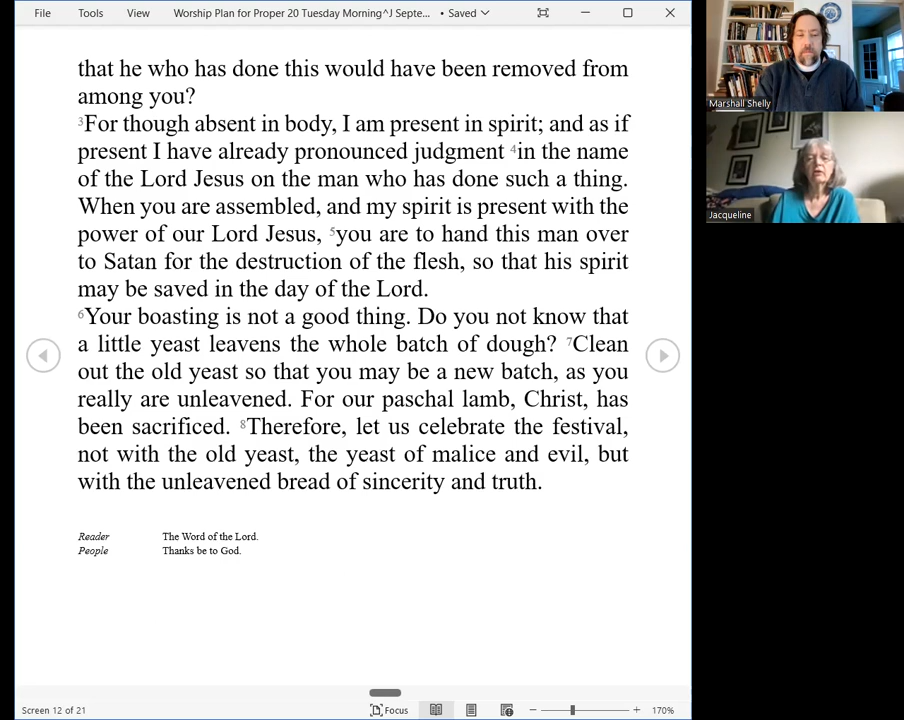 File Tools View Worship Plan for Proper 20 Tuesday Morning^J Septe... • Saved
that he who has done this would have been removed from
among you?
3For though absent in body, I am present in spirit; and as if
present I have already pronounced judgment 4in the name
of the Lord Jesus on the man who has done such a thing.
When you are assembled, and my spirit is present with the
power of our Lord Jesus, 5you are to hand this man over
to Satan for the destruction of the flesh, so that his spirit
may be saved in the day of the Lord.
6Your boasting is not a good thing. Do you not know that
a little yeast leavens the whole batch of dough? 7Clean
out the old yeast so that you may be a new batch, as you
really are unleavened. For our paschal lamb, Christ, has
been sacrificed. 8Therefore, let us celebrate the festival,
not with the old yeast, the yeast of malice and evil, but
with the unleavened bread of sincerity and truth.
Reader The Word of the Lord.
People Thanks be to God.
Screen 12 of 21 Focus 170%
Marshall Shelly
Jacqueline